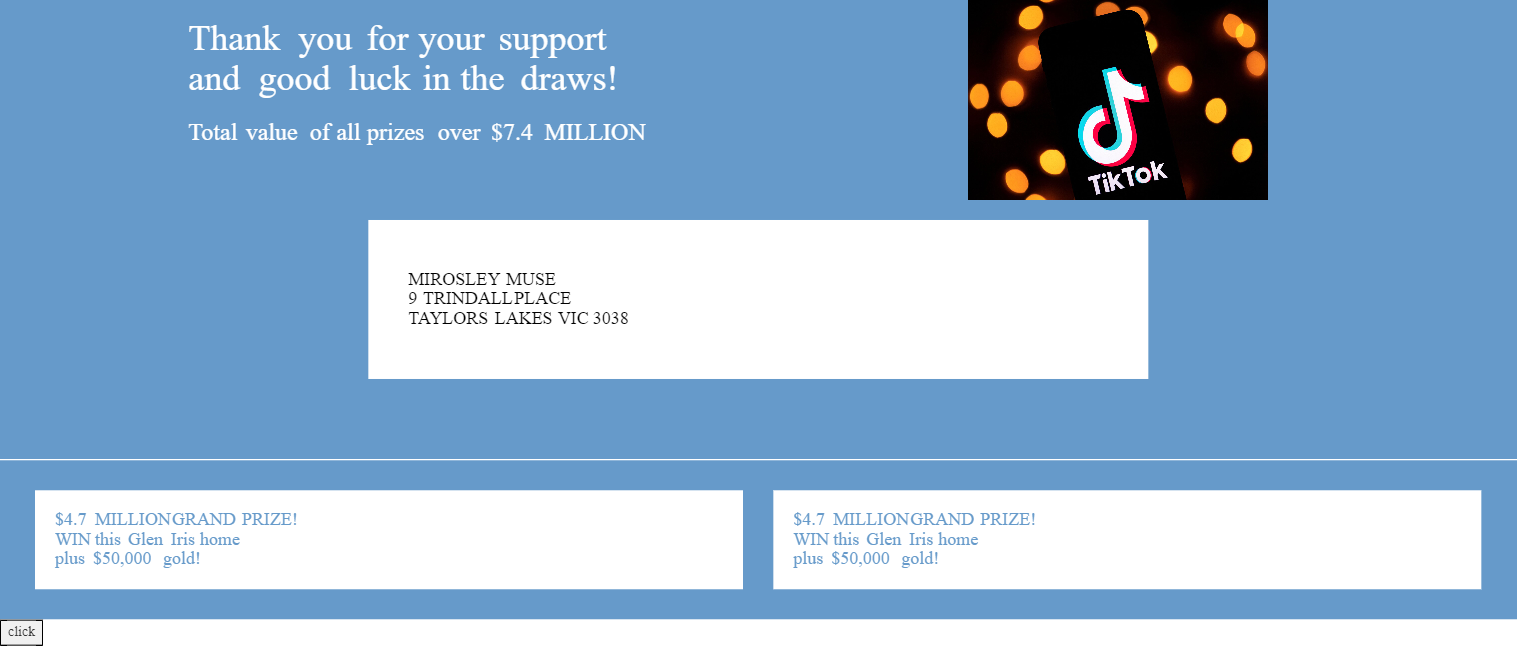 Thank you for your support
and good luck in the draws!
Total value of all prizes over $7.4 MILLION
TikTok
MIROSLEY MUSE
9 TRINDALLPLACE
TAYLORS LAKES VIC 3038
$4.7 MILLIONGRAND PRIZE!
WIN this Glen Iris home
plus $50,000 gold!
$4.7 MILLIONGRAND PRIZE!
WIN this Glen Iris home
plus $50,000 gold!
click